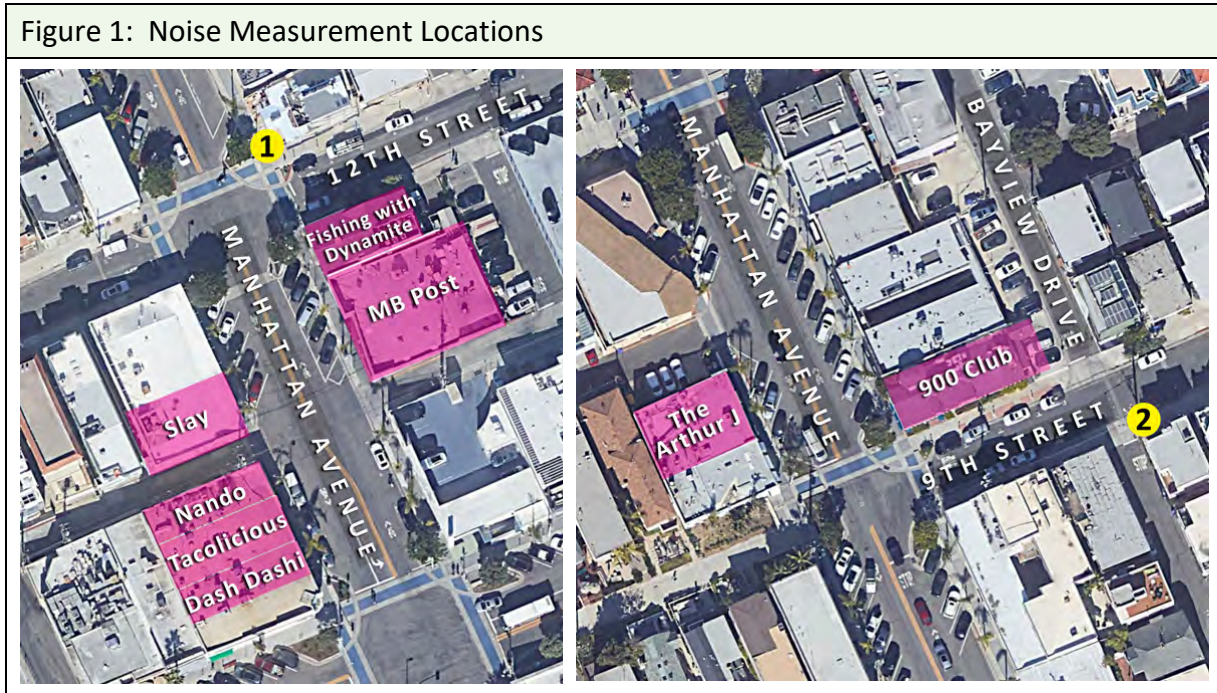 Figure 1: Noise Measurement Locations
1
12TH STREET
Fishing with
Dynamite
MB Post
MANHATTAN AVENUE
Slay
Nando
Tacolicious
Dash Dashi
MANHATTAN AVENUE
BAYVIEW DRIVE
900 Club
The
Arthur J
9TH STREET
2